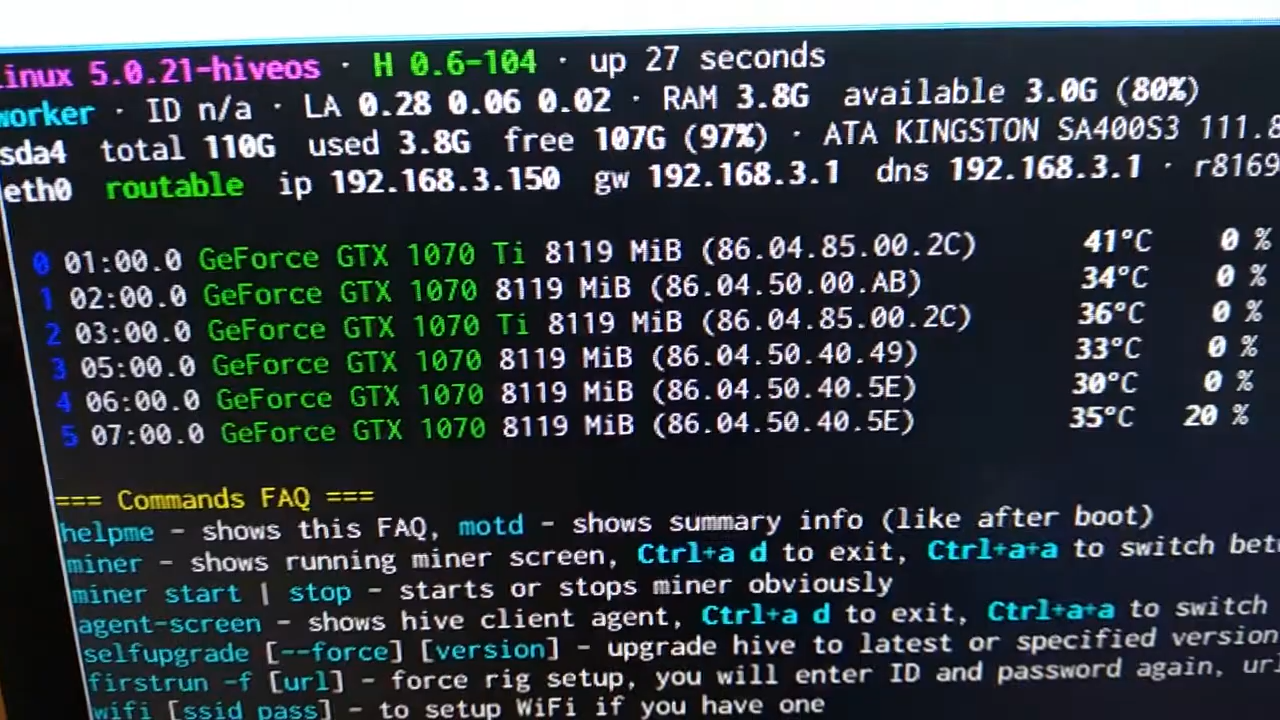 inux 5.0.21-hiveos · H 0.6-104 · up 27 seconds
worker · ID n/a · LA 0.28 0.06 0.02 · RAM 3.8G available 3.0G (80%)
sda4 total 110G used 3.8G free 107G (97%) · ATA KINGSTON SA400S3 111.8
eth0 routable ip 192.168.3.150 gw 192.168.3.1 dns 192.168.3.1 · r8169
0 01:00.0 GeForce GTX 1070 Ti 8119 MiB (86.04.85.00.2C) 41°C 0 %
1 02:00.0 GeForce GTX 1070 8119 MiB (86.04.50.00.AB) 34°C 0 %
2 03:00.0 GeForce GTX 1070 Ti 8119 MiB (86.04.85.00.2C) 36°C 0 %
3 05:00.0 GeForce GTX 1070 8119 MiB (86.04.50.40.49) 33°C 0 %
4 06:00.0 GeForce GTX 1070 8119 MiB (86.04.50.40.5E) 30°C 0 %
5 07:00.0 GeForce GTX 1070 8119 MiB (86.04.50.40.5E) 35°C 20 %
=== Commands FAQ ===
helpme - shows this FAQ, motd - shows summary info (like after boot)
miner - shows running miner screen, Ctrl+a d to exit, Ctrl+a+a to switch bet
miner start | stop - starts or stops miner obviously
agent-screen - shows hive client agent, Ctrl+a d to exit, Ctrl+a+a to switch
selfupgrade [--force] [version] - upgrade hive to latest or specified version
firstrun -f [url] - force rig setup, you will enter ID and password again, url
wifi [ssid pass] - to setup WiFi if you have one